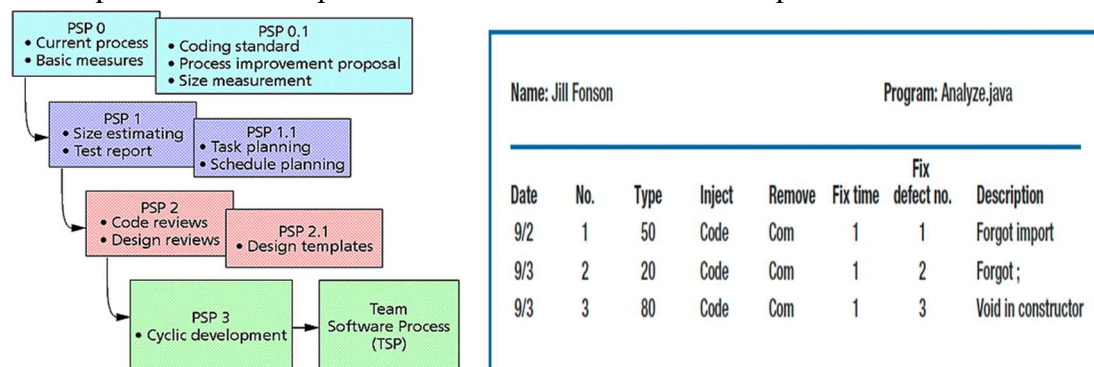 PSP 0
• Current process
• Basic measures
PSP 0.1
• Coding standard
• Process improvement proposal
• Size measurement
PSP 1
• Size estimating
• Test report
PSP 1.1
• Task planning
• Schedule planning
PSP 2
• Code reviews
• Design reviews
PSP 2.1
• Design templates
PSP 3
• Cyclic development
Team
Software Process
(TSP)
Name: Jill Fonson Program: Analyze.java
Fix
Date No. Type Inject Remove Fix time defect no. Description
9/2 1 50 Code Com 1 1 Forgot import
9/3 2 20 Code Com 1 2 Forgot ;
9/3 3 80 Code Com 1 3 Void in constructor